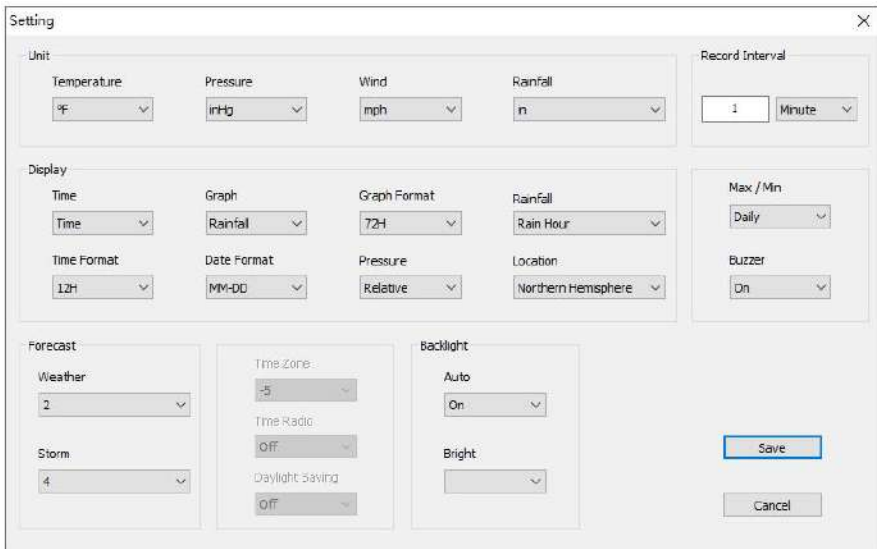 Setting
Unit
Record Interval
Temperature Pressure Wind Rainfall
°F inHg mph in
1 Minute
Display
Time Graph Graph Format Rainfall
Time Rainfall 72H Rain Hour
Time Format Date Format Pressure Location
12H MM-DD Relative Northern Hemisphere
Max / Min
Daily
Buzzer
On
Forecast
Weather
2
Storm
4
Time Zone
-5
Time Radio
Off
Daylight Saving
Off
Backlight
Auto
On
Bright
Save
Cancel